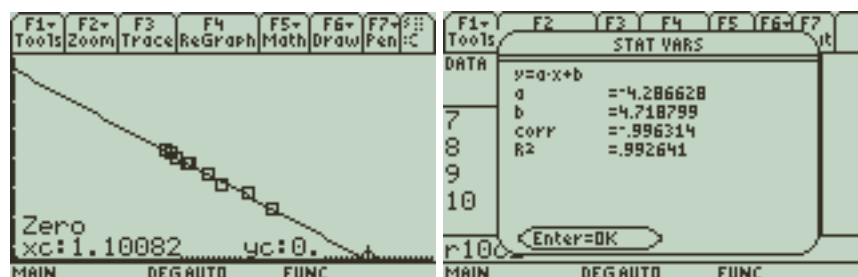 F1▾ F2▾ F3 F4 F5▾ F6▾ F7▾
Tools Zoom Trace ReGraph Math Draw Pen
Zero
xc:1.10082 yc:0.
MAIN DEG AUTO FUNC
F1▾ F2 F3 F4 F5 F6▾ F7
Tools
STAT VARS
DATA
y=a·x+b
a =-4.286628
b =4.718799
corr =-.996314
R2 =.992641
7
8
9
10
Enter=OK
MAIN DEG AUTO FUNC